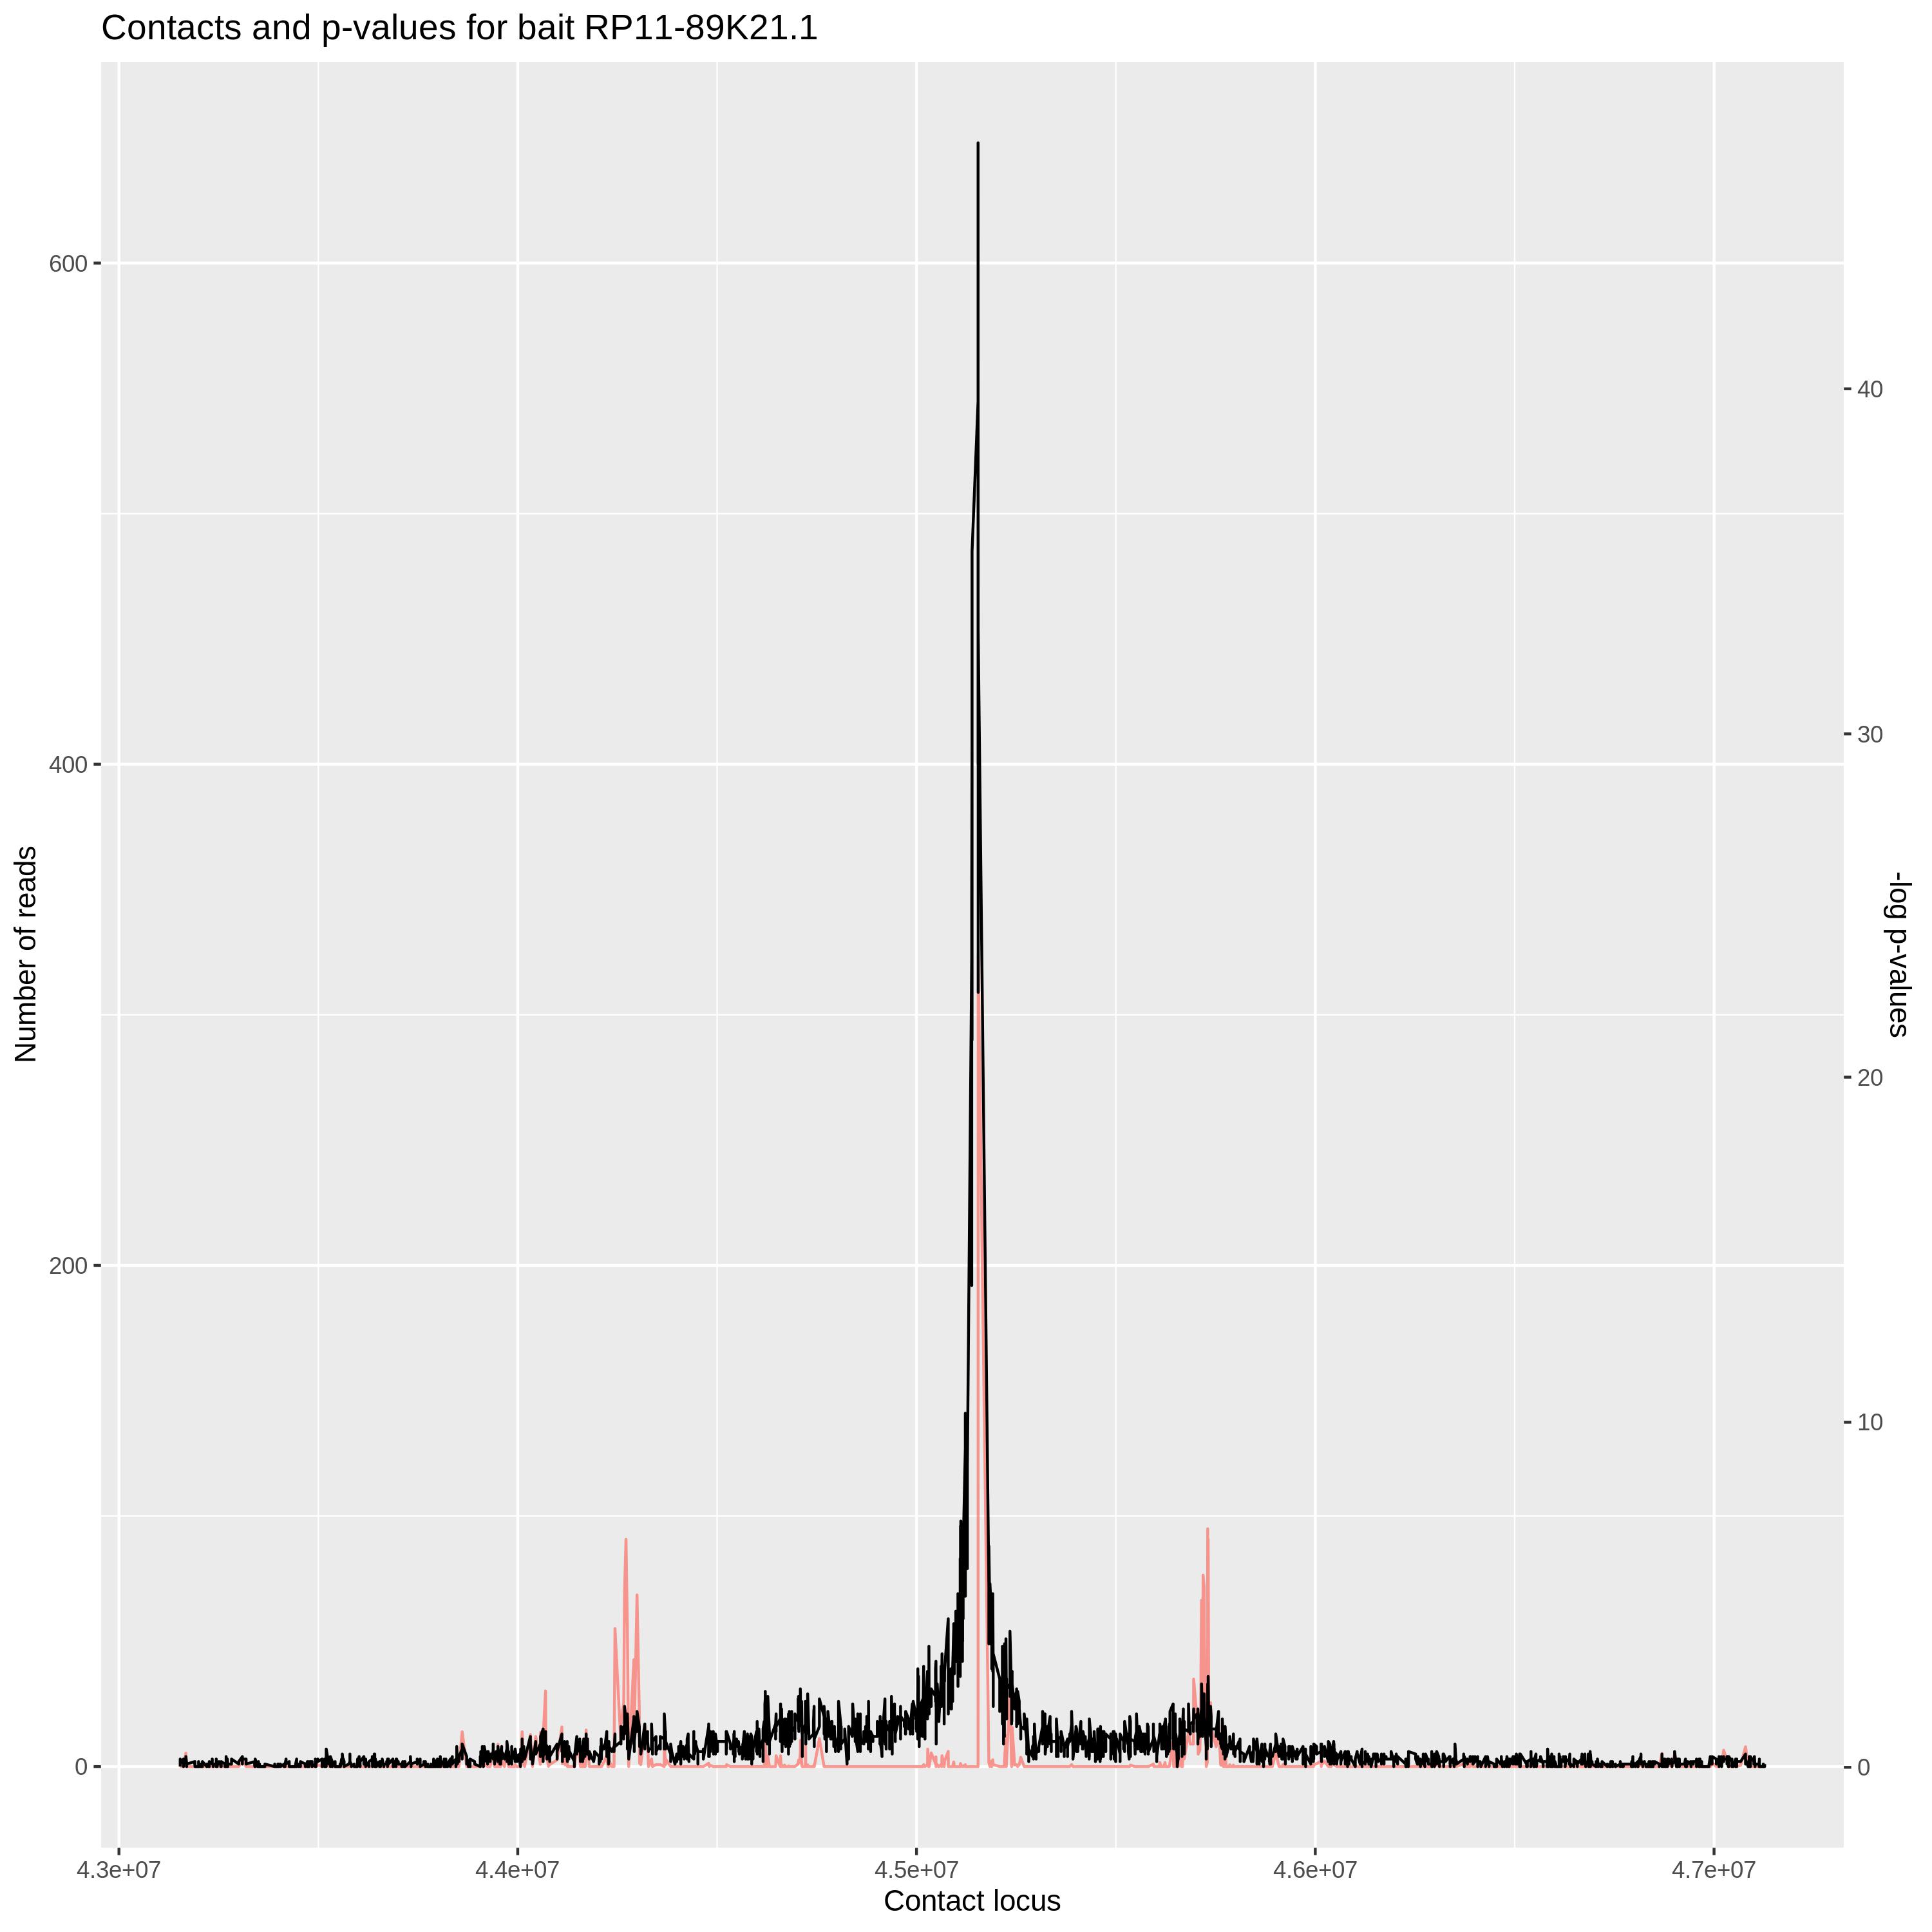 Contacts and p-values for bait RP11-89K21.1
600
400
200
0
Number of reads
40
30
20
10
0
-log p-values
4.3e+07
4.4e+07
4.5e+07
4.6e+07
4.7e+07
Contact locus